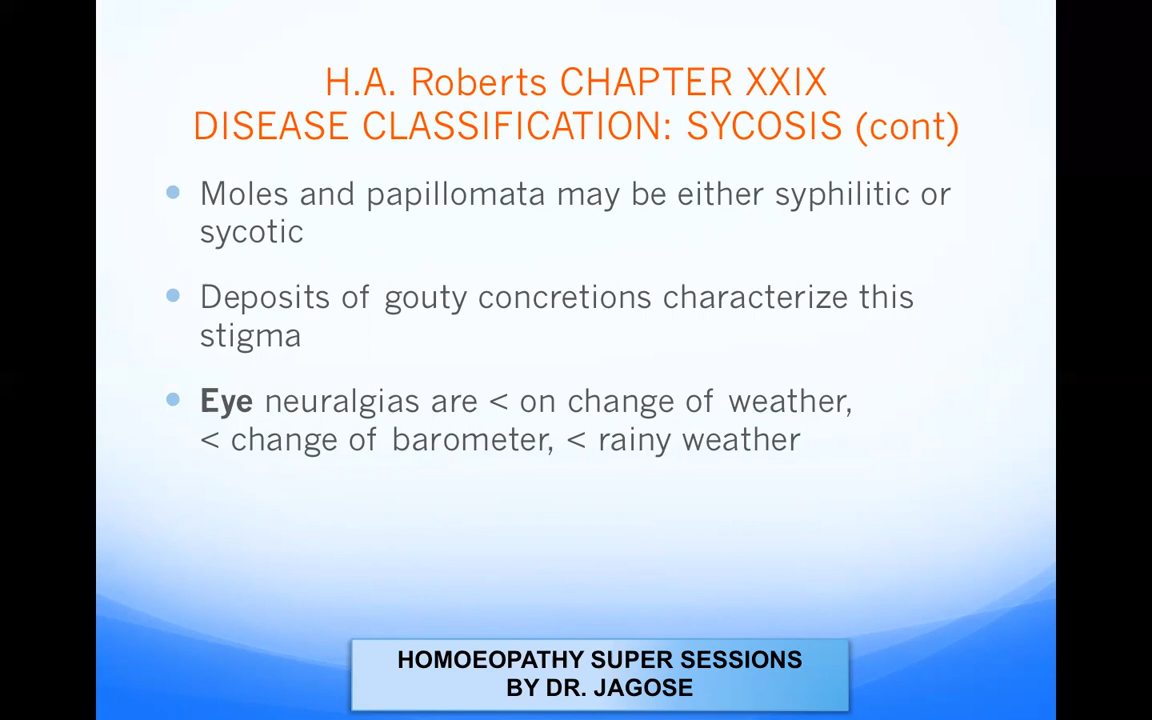 H.A. Roberts CHAPTER XXIX
DISEASE CLASSIFICATION: SYCOSIS (cont)
• Moles and papillomata may be either syphilitic or
sycotic
• Deposits of gouty concretions characterize this
stigma
• Eye neuralgias are < on change of weather,
< change of barometer, < rainy weather
HOMOEOPATHY SUPER SESSIONS
BY DR. JAGOSE